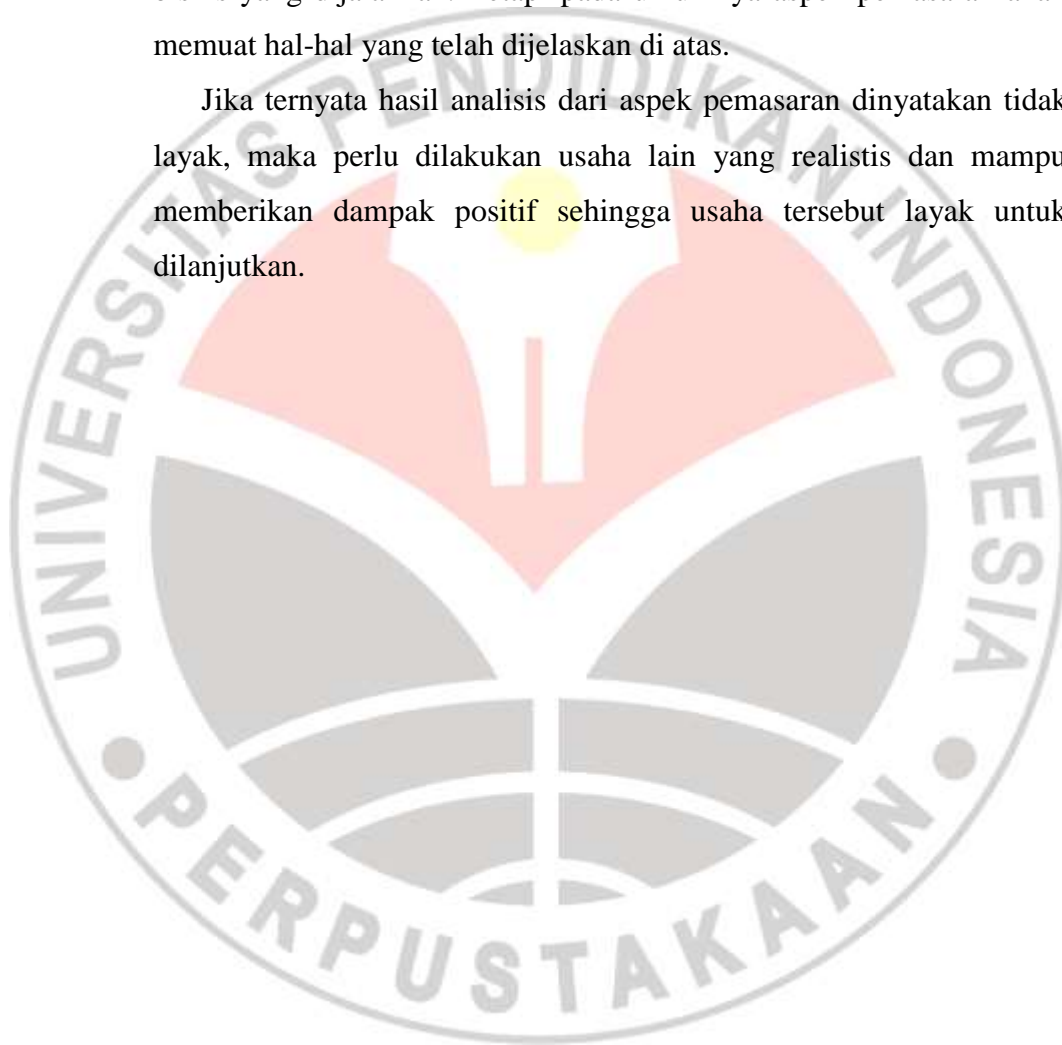 memuat hal-hal yang telah dijelaskan di atas.
Jika ternyata hasil analisis dari aspek pemasaran dinyatakan tidak
layak, maka perlu dilakukan usaha lain yang realistis dan mampu
memberikan dampak positif sehingga usaha tersebut layak untuk
dilanjutkan.
UNIVERSITAS PENDIDIKAN INDONESIA
• PERPUSTAKAAN •